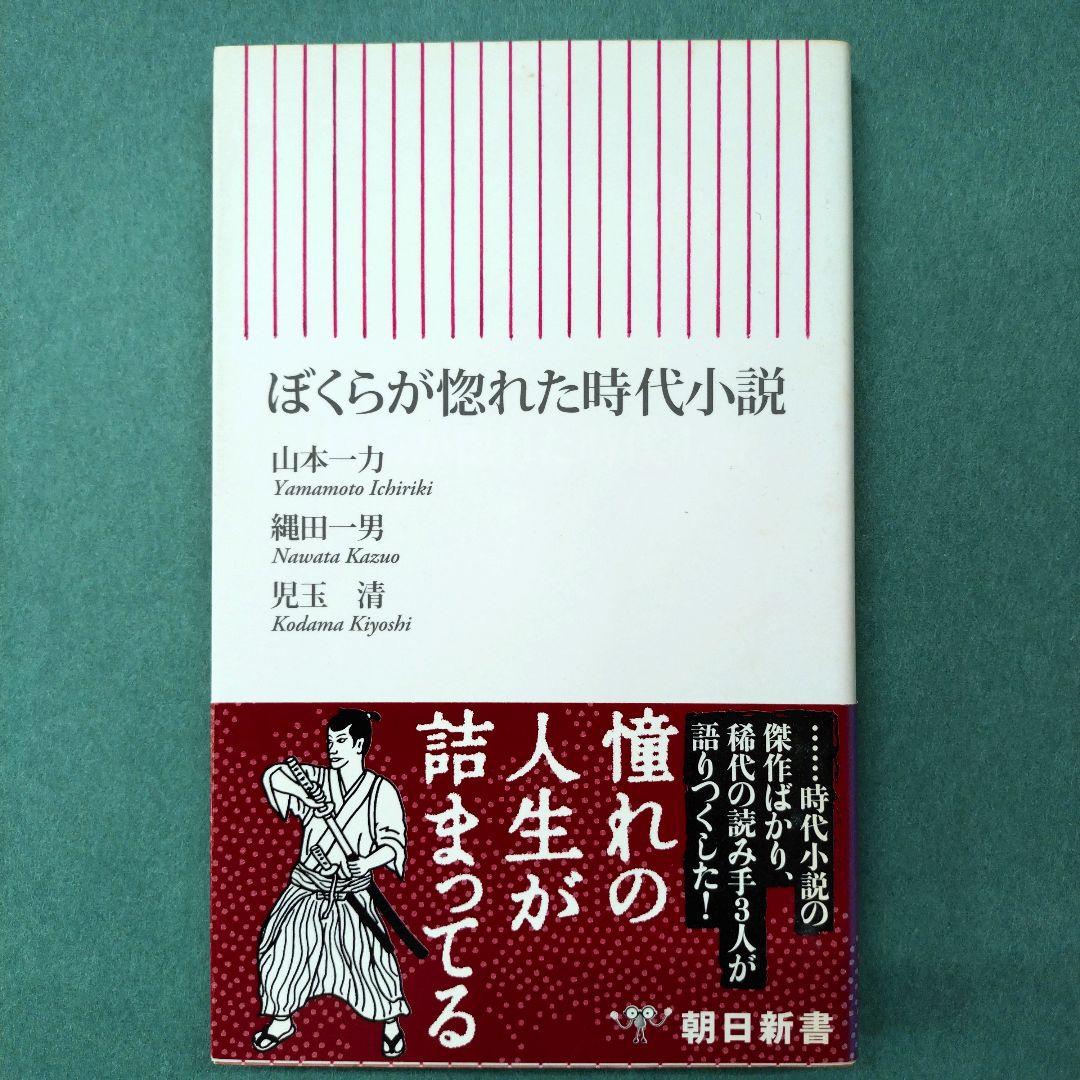 ぼくらが惚れた時代小説
山本一力
Yamamoto Ichiriki
縄田一男
Nawata Kazuo
児玉 清
Kodama Kiyoshi
……時代小説の
傑作ばかり、
稀代の読み手3人が
語りつくした！
憧れの
人生が
詰まってる
朝日新書